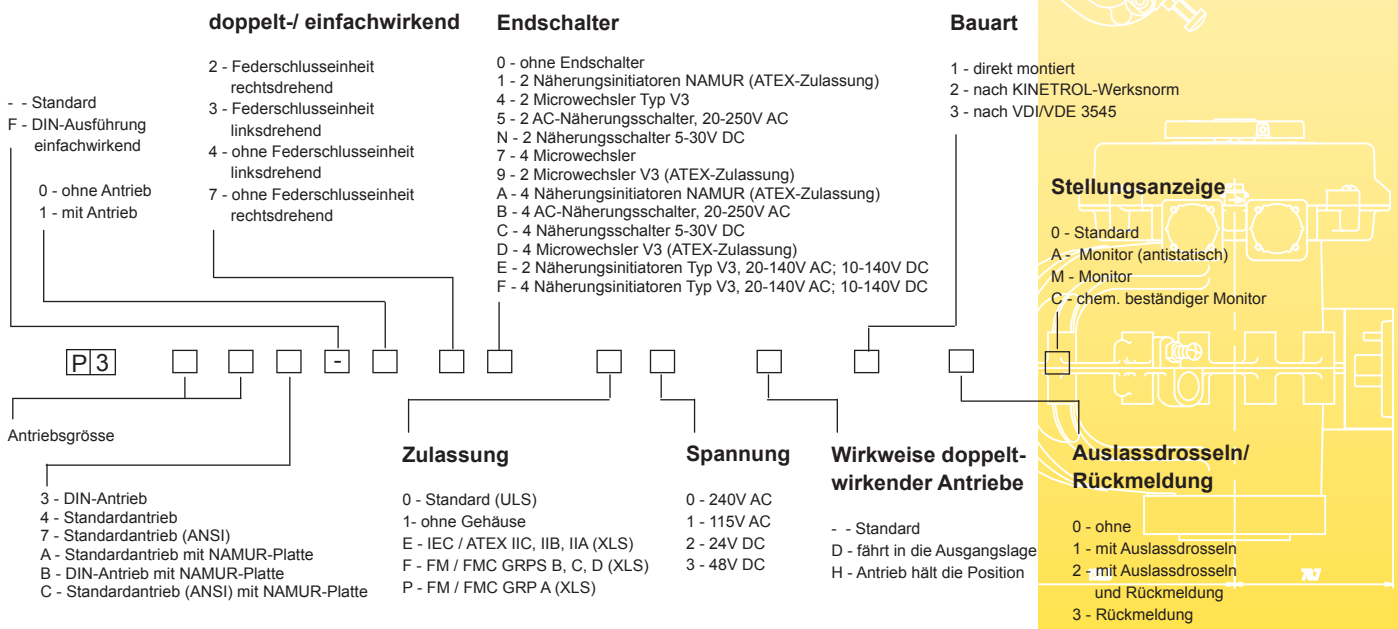 doppelt-/ einfachwirkend
2 - Federschlusseinheit
rechtsdrehend
3 - Federschlusseinheit
linksdrehend
4 - ohne Federschlusseinheit
linksdrehend
7 - ohne Federschlusseinheit
rechtsdrehend
- - Standard
F - DIN-Ausführung
einfachwirkend
0 - ohne Antrieb
1 - mit Antrieb
Endschalter
0 - ohne Endschalter
1 - 2 Näherungsinitiatoren NAMUR (ATEX-Zulassung)
4 - 2 Microwechsler Typ V3
5 - 2 AC-Näherungsschalter, 20-250V AC
N - 2 Näherungsschalter 5-30V DC
7 - 4 Microwechsler
9 - 2 Microwechsler V3 (ATEX-Zulassung)
A - 4 Näherungsinitiatoren NAMUR (ATEX-Zulassung)
B - 4 AC-Näherungsschalter, 20-250V AC
C - 4 Näherungsschalter 5-30V DC
D - 4 Microwechsler V3 (ATEX-Zulassung)
E - 2 Näherungsinitiatoren Typ V3, 20-140V AC; 10-140V DC
F - 4 Näherungsinitiatoren Typ V3, 20-140V AC; 10-140V DC
Bauart
1 - direkt montiert
2 - nach KINETROL-Werksnorm
3 - nach VDI/VDE 3545
Stellungsanzeige
0 - Standard
A - Monitor (antistatisch)
M - Monitor
C - chem. beständiger Monitor
P 3 -
Antriebsgrösse
3 - DIN-Antrieb
4 - Standardantrieb
7 - Standardantrieb (ANSI)
A - Standardantrieb mit NAMUR-Platte
B - DIN-Antrieb mit NAMUR-Platte
C - Standardantrieb (ANSI) mit NAMUR-Platte
Zulassung
0 - Standard (ULS)
1- ohne Gehäuse
E - IEC / ATEX IIC, IIB, IIA (XLS)
F - FM / FMC GRPS B, C, D (XLS)
P - FM / FMC GRP A (XLS)
Spannung
0 - 240V AC
1 - 115V AC
2 - 24V DC
3 - 48V DC
Wirkweise doppelt-
wirkender Antriebe
- - Standard
D - fährt in die Ausgangslage
H - Antrieb hält die Position
Auslassdrosseln/
Rückmeldung
0 - ohne
1 - mit Auslassdrosseln
2 - mit Auslassdrosseln
und Rückmeldung
3 - Rückmeldung